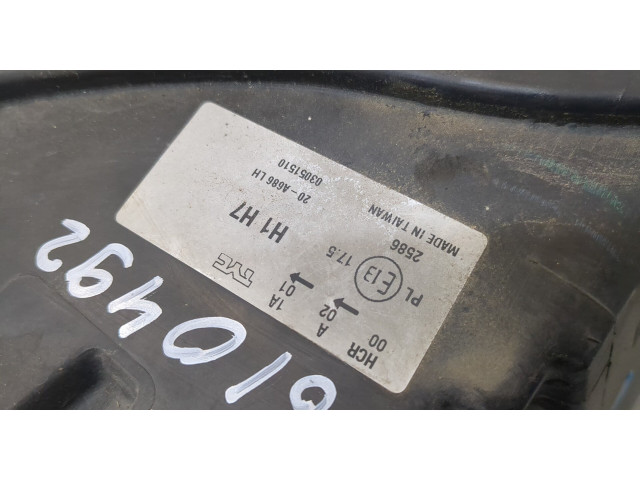 HCR
00
A
02
1A
01
TYC
PL
E13
17.5
H1 H7
2586
MADE IN TAIWAN
20-A686 LH
03051510
610492